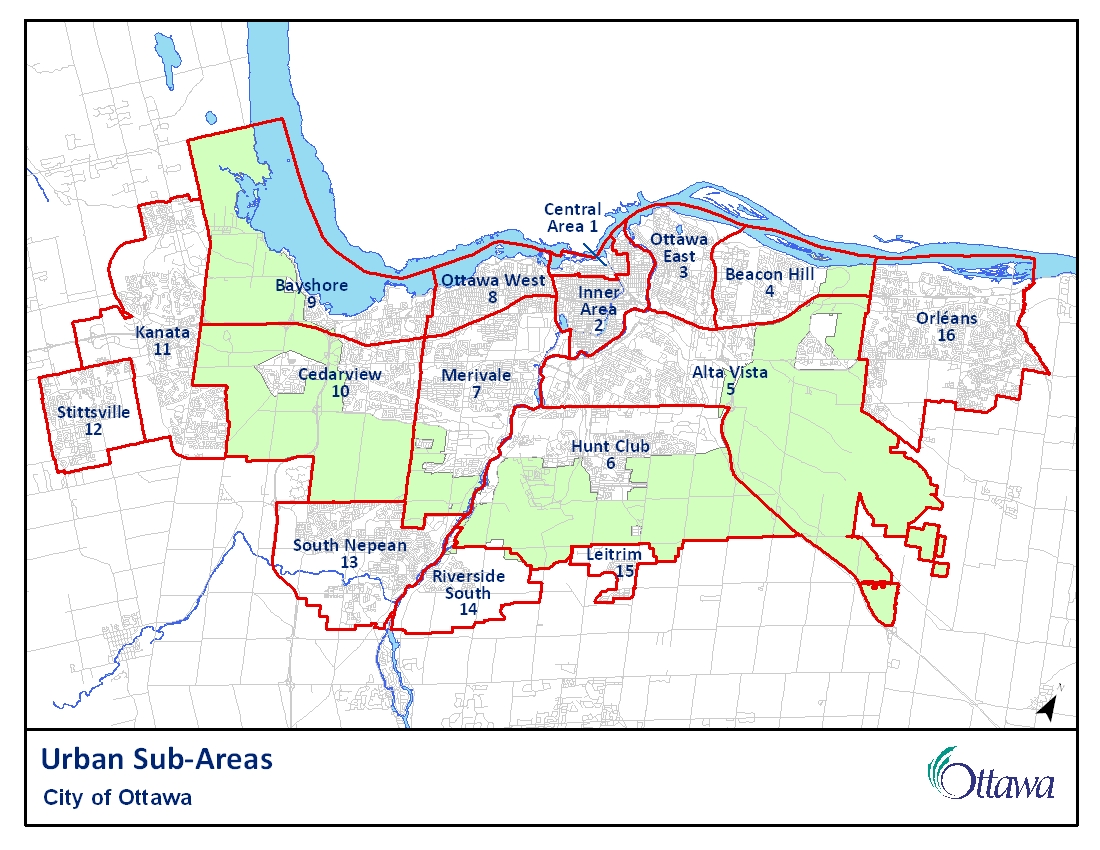 Central
Area 1
Ottawa
East
3
Beacon Hill
4
Bayshore
9
Ottawa West
8
Inner
Area
2
Orléans
16
Kanata
11
Cedarview
10
Merivale
7
Alta Vista
5
Stittsville
12
Hunt Club
6
South Nepean
13
Leitrim
15
Riverside
South
14
N
Urban Sub-Areas
City of Ottawa
Ottawa